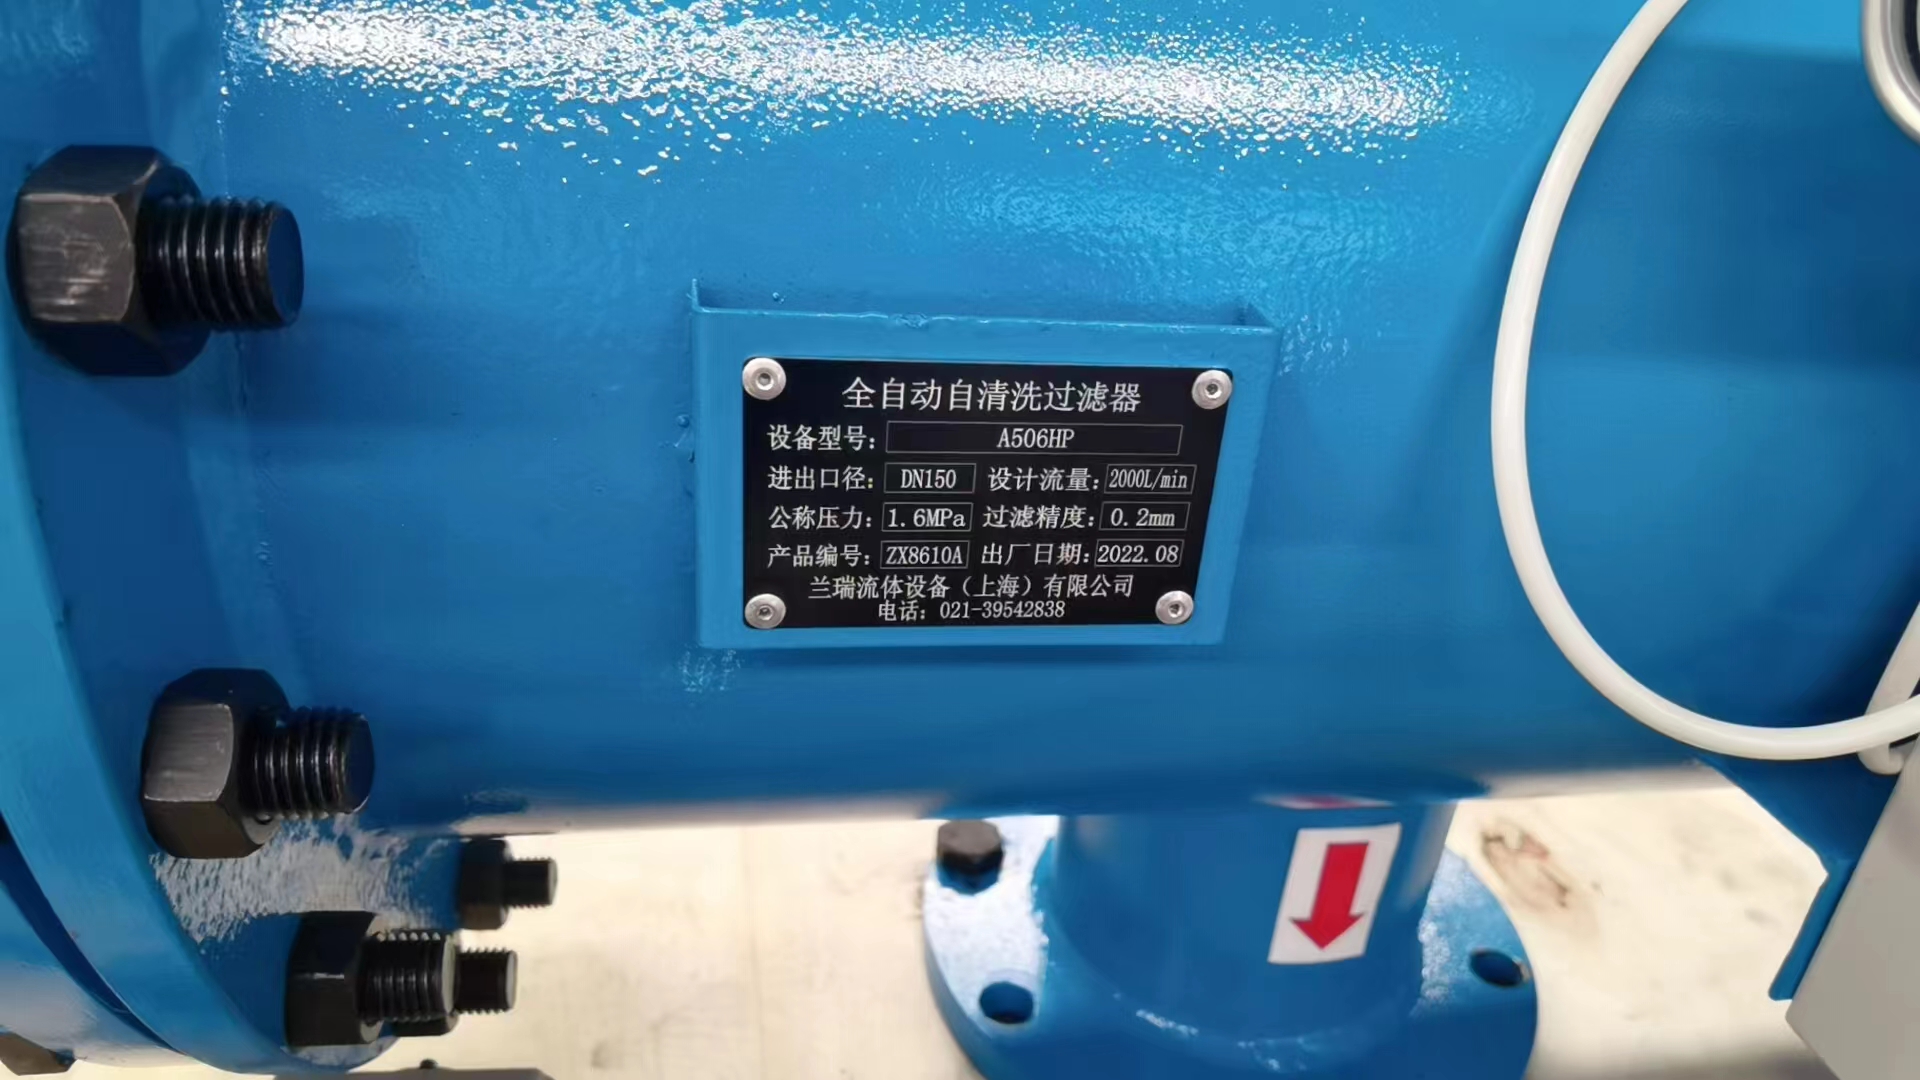 全自动自清洗过滤器
设备型号: A506HP
进出口径: DN150 设计流量: 2000L/min
公称压力: 1.6MPa 过滤精度: 0.2mm
产品编号: ZX8610A 出厂日期: 2022.08
兰瑞流体设备（上海）有限公司
电话: 021-39542838